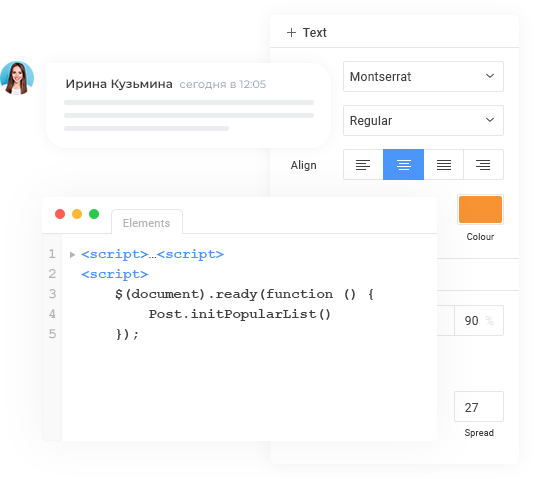 + Text
Montserrat
Ирина Кузьмина сегодня в 12:05
Regular
Align
Colour
Elements
1 <script>…<script>
2 <script>
3 $(document).ready(function () {
4 Post.initPopularList()
5 });
90 %
27
Spread